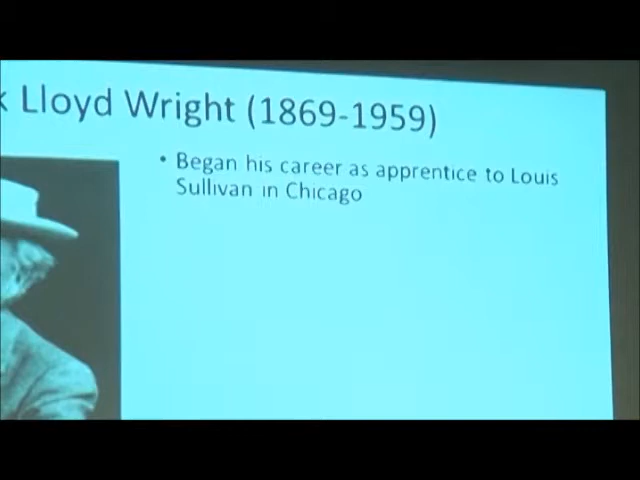 k Lloyd Wright (1869-1959)
• Began his career as apprentice to Louis
Sullivan in Chicago